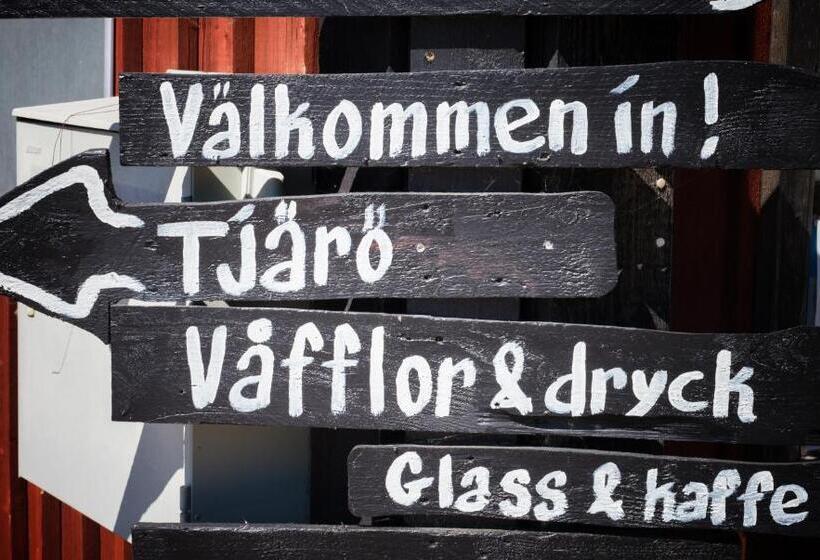 Välkommen in!
Tjärö
Våfflor & dryck
Glass & kaffe